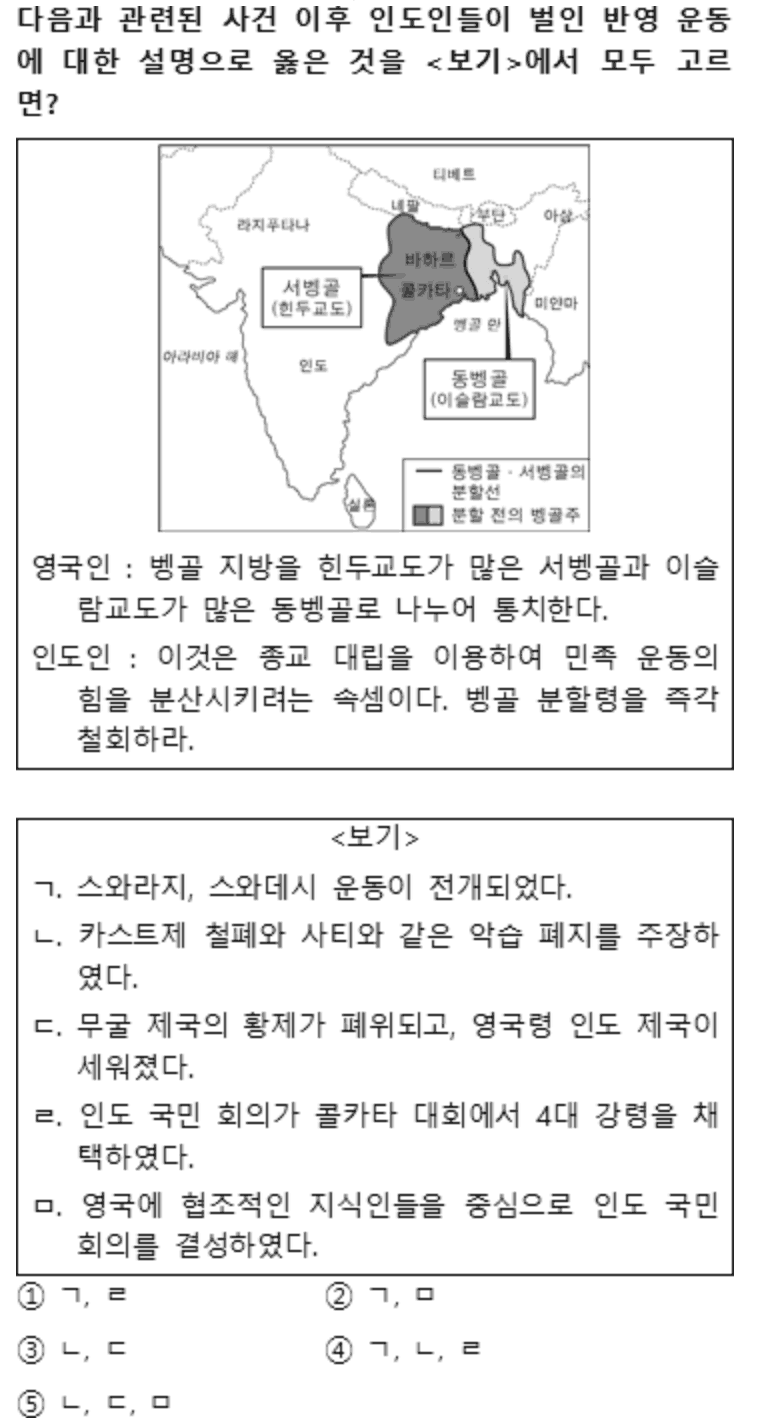 다음과 관련된 사건 이후 인도인들이 벌인 반영 운동
에 대한 설명으로 옳은 것을 <보기>에서 모두 고르
면?
티베트
네팔
부탄
아삼
라지푸타나
바하르
서벵골
(힌두교도)
콜카타
미얀마
벵골 만
아라비아 해
인도
동벵골
(이슬람교도)
실론
동벵골 · 서벵골의
분할선
분할 전의 벵골주
영국인 : 벵골 지방을 힌두교도가 많은 서벵골과 이슬
람교도가 많은 동벵골로 나누어 통치한다.
인도인 : 이것은 종교 대립을 이용하여 민족 운동의
힘을 분산시키려는 속셈이다. 벵골 분할령을 즉각
철회하라.
<보기>
ㄱ. 스와라지, 스와데시 운동이 전개되었다.
ㄴ. 카스트제 철폐와 사티와 같은 악습 폐지를 주장하
였다.
ㄷ. 무굴 제국의 황제가 폐위되고, 영국령 인도 제국이
세워졌다.
ㄹ. 인도 국민 회의가 콜카타 대회에서 4대 강령을 채
택하였다.
ㅁ. 영국에 협조적인 지식인들을 중심으로 인도 국민
회의를 결성하였다.
① ㄱ, ㄹ
② ㄱ, ㅁ
③ ㄴ, ㄷ
④ ㄱ, ㄴ, ㄹ
⑤ ㄴ, ㄷ, ㅁ